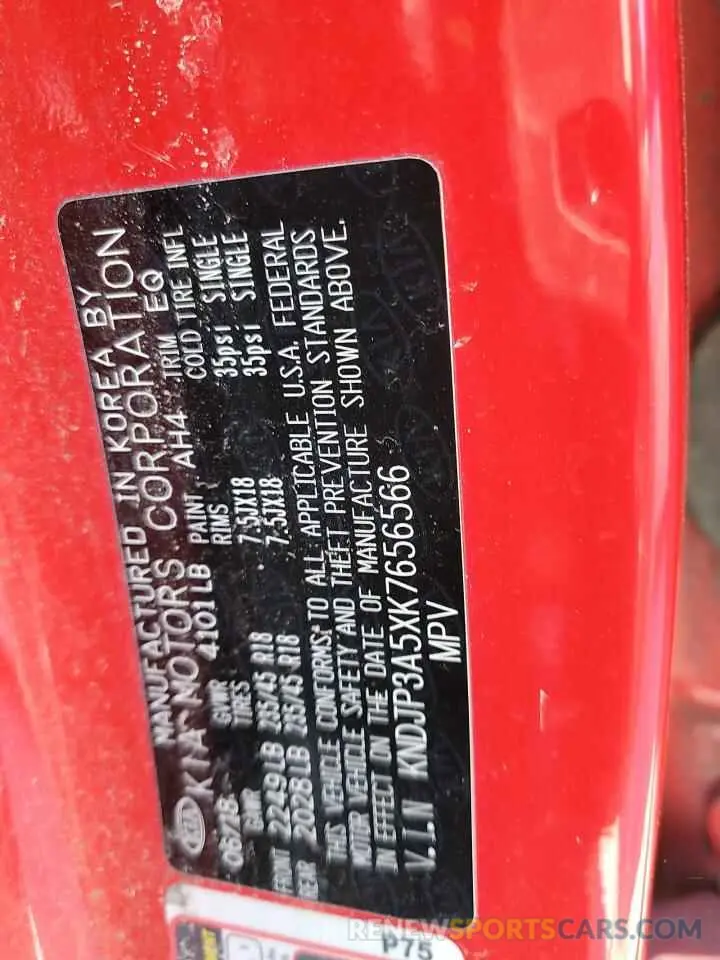 MANUFACTURED IN KOREA BY
KIA KIA MOTORS CORPORATION
06/18 GVWR 4101LB PAINT AH4 TRIM EQ
GWR TIRES RIMS COLD TIRE INFL
FRONT 2249LB 235/45 R18 7.5JX18 35psi SINGLE
REAR 2028LB 235/45 R18 7.5JX18 35psi SINGLE
THIS VEHICLE CONFORMS TO ALL APPLICABLE U.S.A. FEDERAL
MOTOR VEHICLE SAFETY AND THEFT PREVENTION STANDARDS
IN EFFECT ON THE DATE OF MANUFACTURE SHOWN ABOVE.
V.I.N KNDJP3A5XK7656566
MPV
P75
RENEWSPORTSCARS.COM